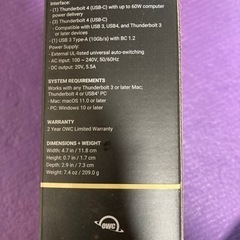 Interface:
• (1) Thunderbolt 4 (USB-C) with up to 60W computer
power delivery
• (3) Thunderbolt 4 (USB-C)
• Compatible with USB 3, USB4, and Thunderbolt 3
or later devices
• (1) USB 3 Type-A (10Gb/s) with BC 1.2
Power Supply:
• External UL-listed universal auto-switching
• AC input: 100 ~ 240V, 50/60Hz
• DC output: 20V, 5.5A
SYSTEM REQUIREMENTS
Works with any Thunderbolt 3 or later Mac;
Thunderbolt 4 or USB4 PC
• Mac: macOS 11.0 or later
• PC: Windows 10 or later
WARRANTY
2 Year OWC Limited Warranty
DIMENSIONS + WEIGHT
Width: 4.7 in / 11.8 cm
Height: 0.7 in / 1.7 cm
Depth: 2.9 in / 7.3 cm
Weight: 7.4 oz / 209.0 g
OWC